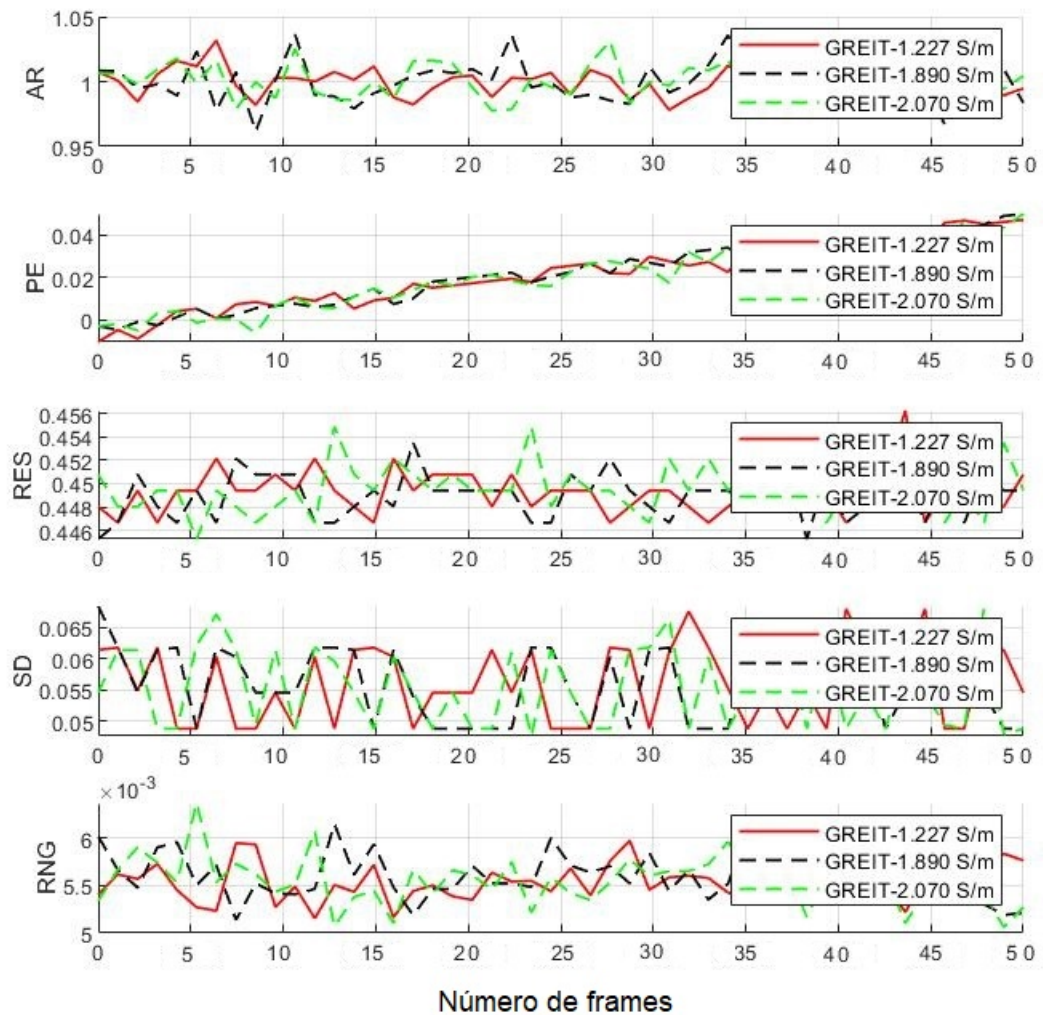 1.05
1
0.95
AR
GREIT-1.227 S/m
GREIT-1.890 S/m
GREIT-2.070 S/m
0 5 10 15 20 25 30 35 40 45 50
0.04
0.02
0
PE
GREIT-1.227 S/m
GREIT-1.890 S/m
GREIT-2.070 S/m
0 5 10 15 20 25 30 35 40 45 50
0.456
0.454
0.452
0.45
0.448
0.446
RES
GREIT-1.227 S/m
GREIT-1.890 S/m
GREIT-2.070 S/m
0 5 10 15 20 25 30 35 40 45 50
0.065
0.06
0.055
0.05
SD
GREIT-1.227 S/m
GREIT-1.890 S/m
GREIT-2.070 S/m
0 5 10 15 20 25 30 35 40 45 50
× 10⁻³
6
5.5
5
RNG
GREIT-1.227 S/m
GREIT-1.890 S/m
GREIT-2.070 S/m
0 5 10 15 20 25 30 35 40 45 50
Número de frames